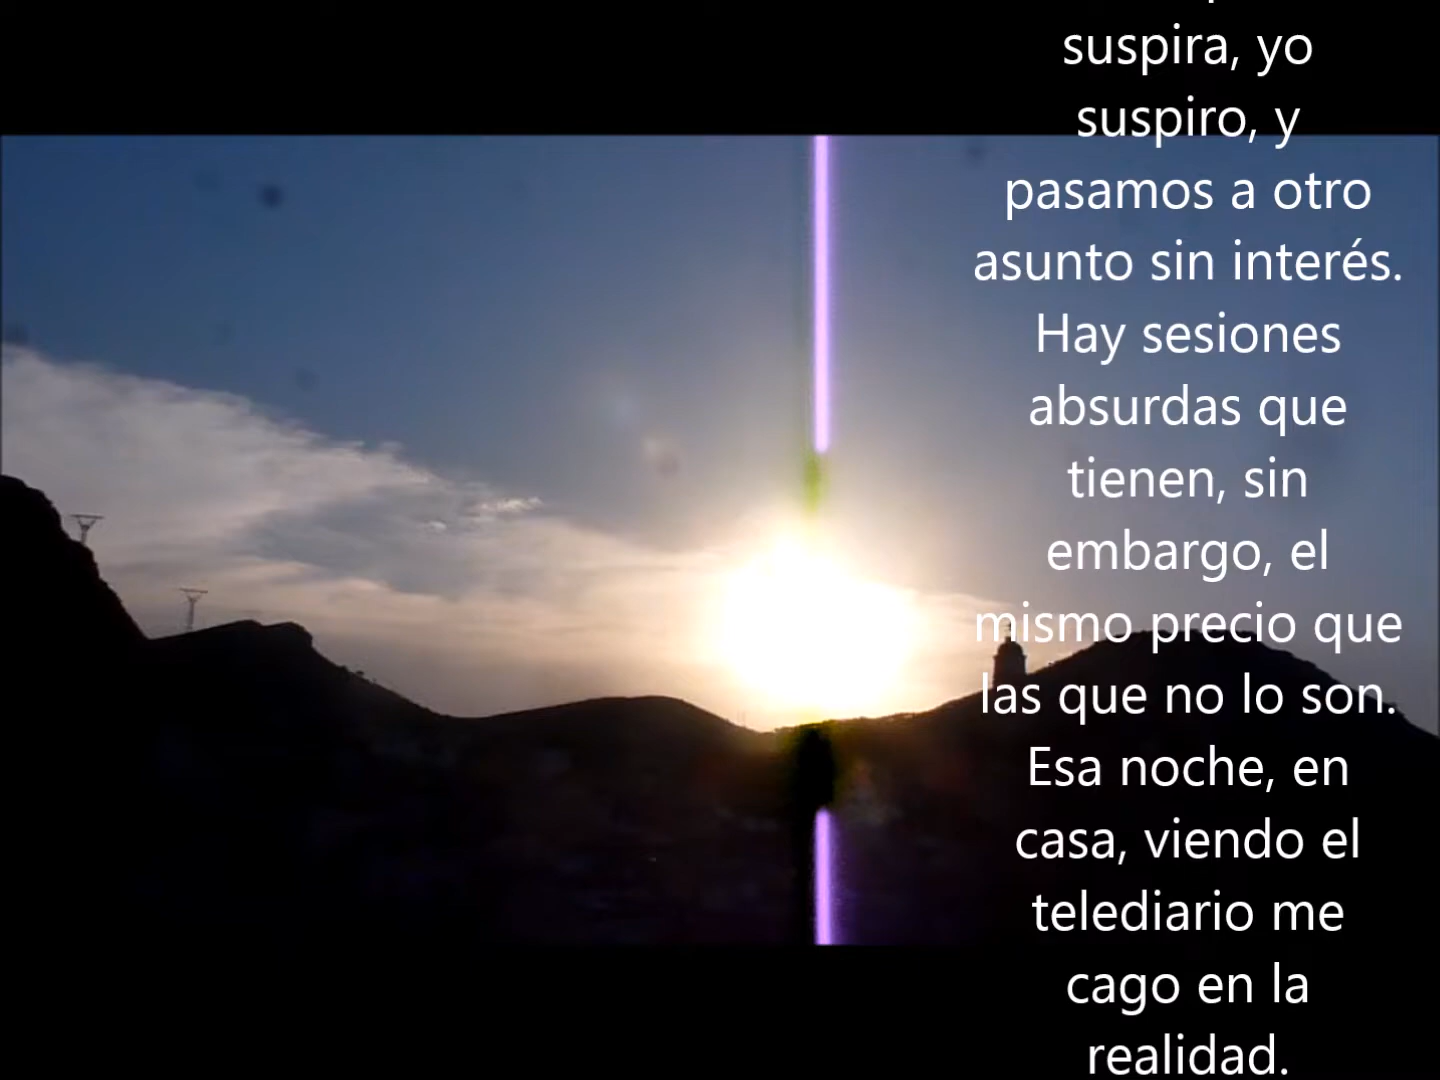 suspira, yo
suspiro, y
pasamos a otro
asunto sin interés.
Hay sesiones
absurdas que
tienen, sin
embargo, el
mismo precio que
las que no lo son.
Esa noche, en
casa, viendo el
telediario me
cago en la
realidad.